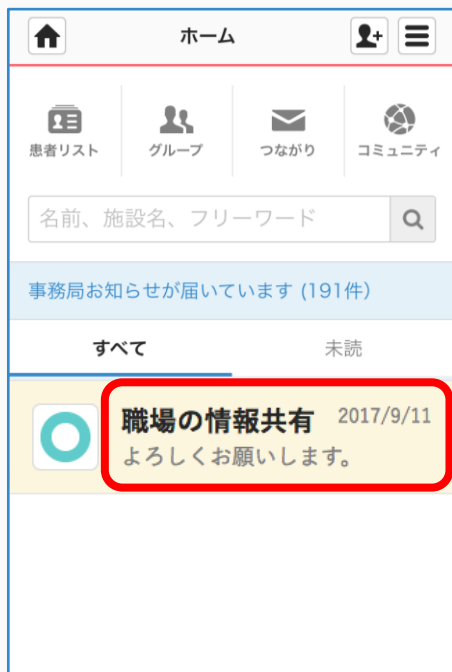 ホーム
患者リスト グループ つながり コミュニティ
名前、施設名、フリーワード
事務局お知らせが届いています (191件)
すべて 未読
職場の情報共有 2017/9/11
よろしくお願いします。